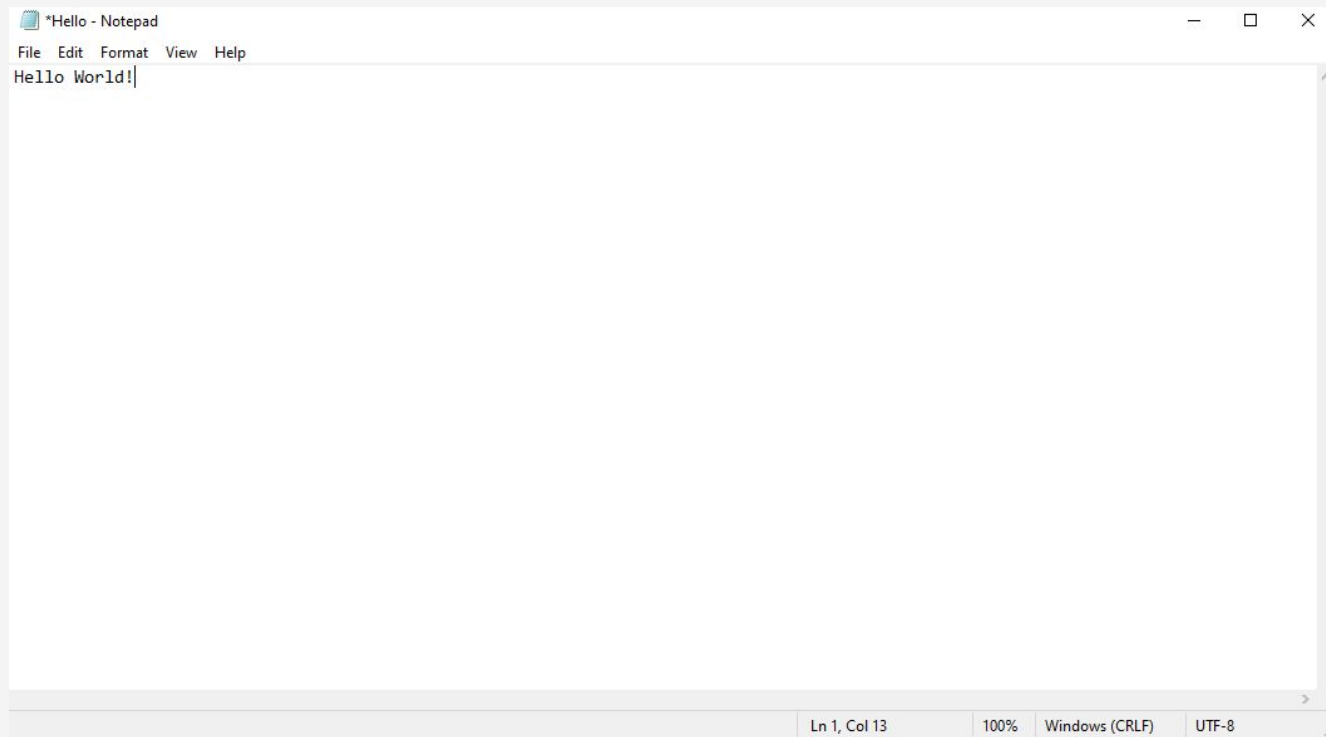 *Hello - Notepad
File Edit Format View Help
Hello World!
Ln 1, Col 13 100% Windows (CRLF) UTF-8